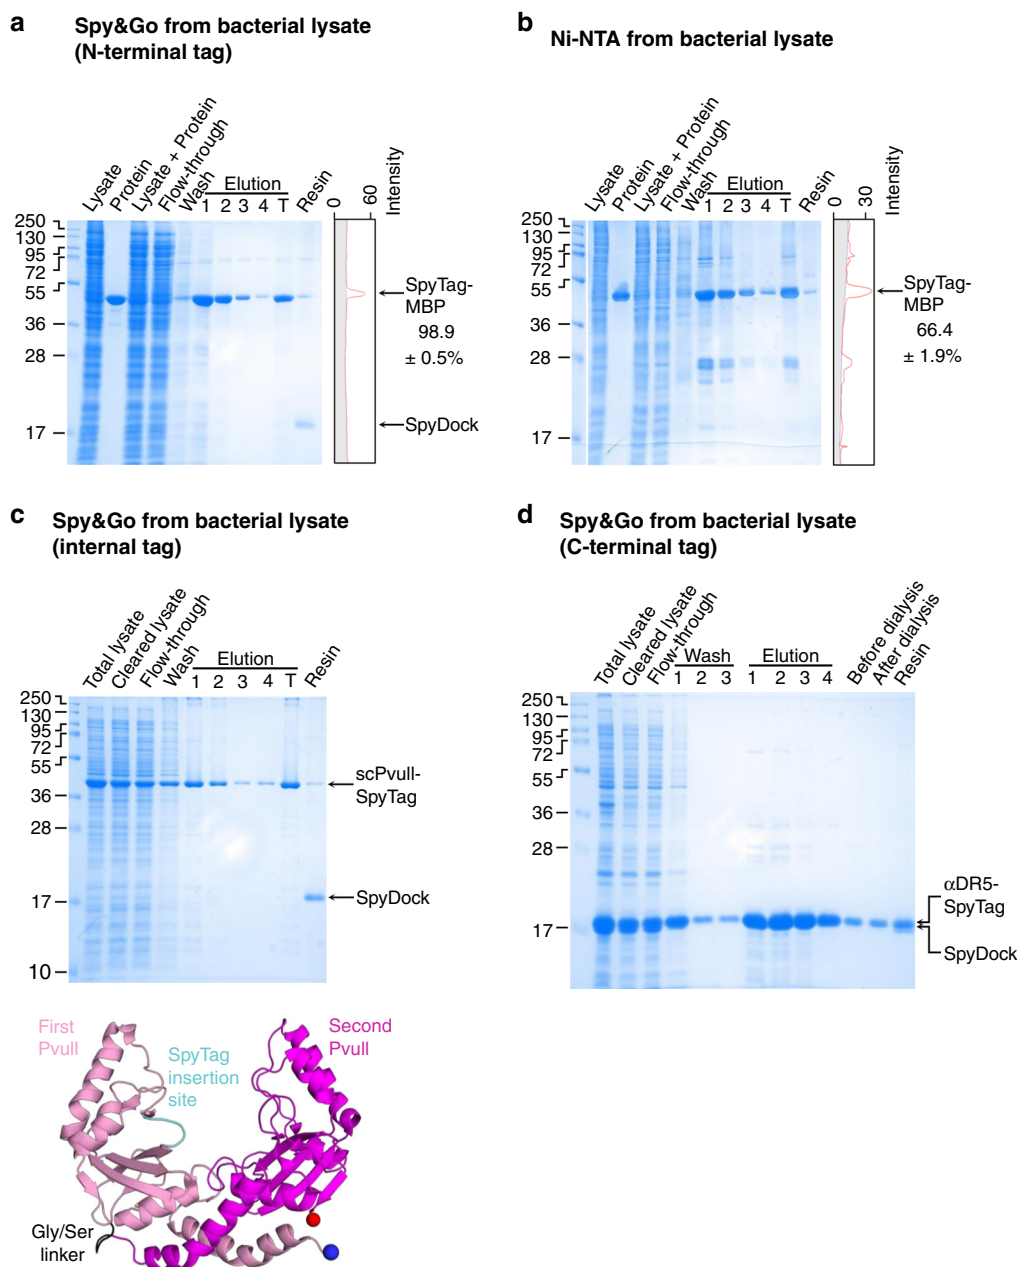 a
Spy&Go from bacterial lysate
(N-terminal tag)
Lysate
Protein
Lysate + Protein
Flow-through
Wash
Elution
1 2 3 4 T
Resin
0 60
Intensity
250
130
95
72
55
36
28
17
SpyTag-
MBP
98.9
± 0.5%
SpyDock
b
Ni-NTA from bacterial lysate
Lysate
Protein
Lysate + Protein
Flow-through
Wash
Elution
1 2 3 4 T
Resin
0 30
Intensity
250
130
95
72
55
36
28
17
SpyTag-
MBP
66.4
± 1.9%
c
Spy&Go from bacterial lysate
(internal tag)
Total lysate
Cleared lysate
Flow-through
Wash
Elution
1 2 3 4 T
Resin
250
130
95
72
55
36
28
17
10
scPvuII-
SpyTag
SpyDock
First
PvuII
SpyTag
insertion
site
Second
PvuII
Gly/Ser
linker
d
Spy&Go from bacterial lysate
(C-terminal tag)
Total lysate
Cleared lysate
Flow-through
Wash
1 2 3
Elution
1 2 3 4
Before dialysis
After dialysis
Resin
250
130
95
72
55
36
28
17
αDR5-
SpyTag
SpyDock